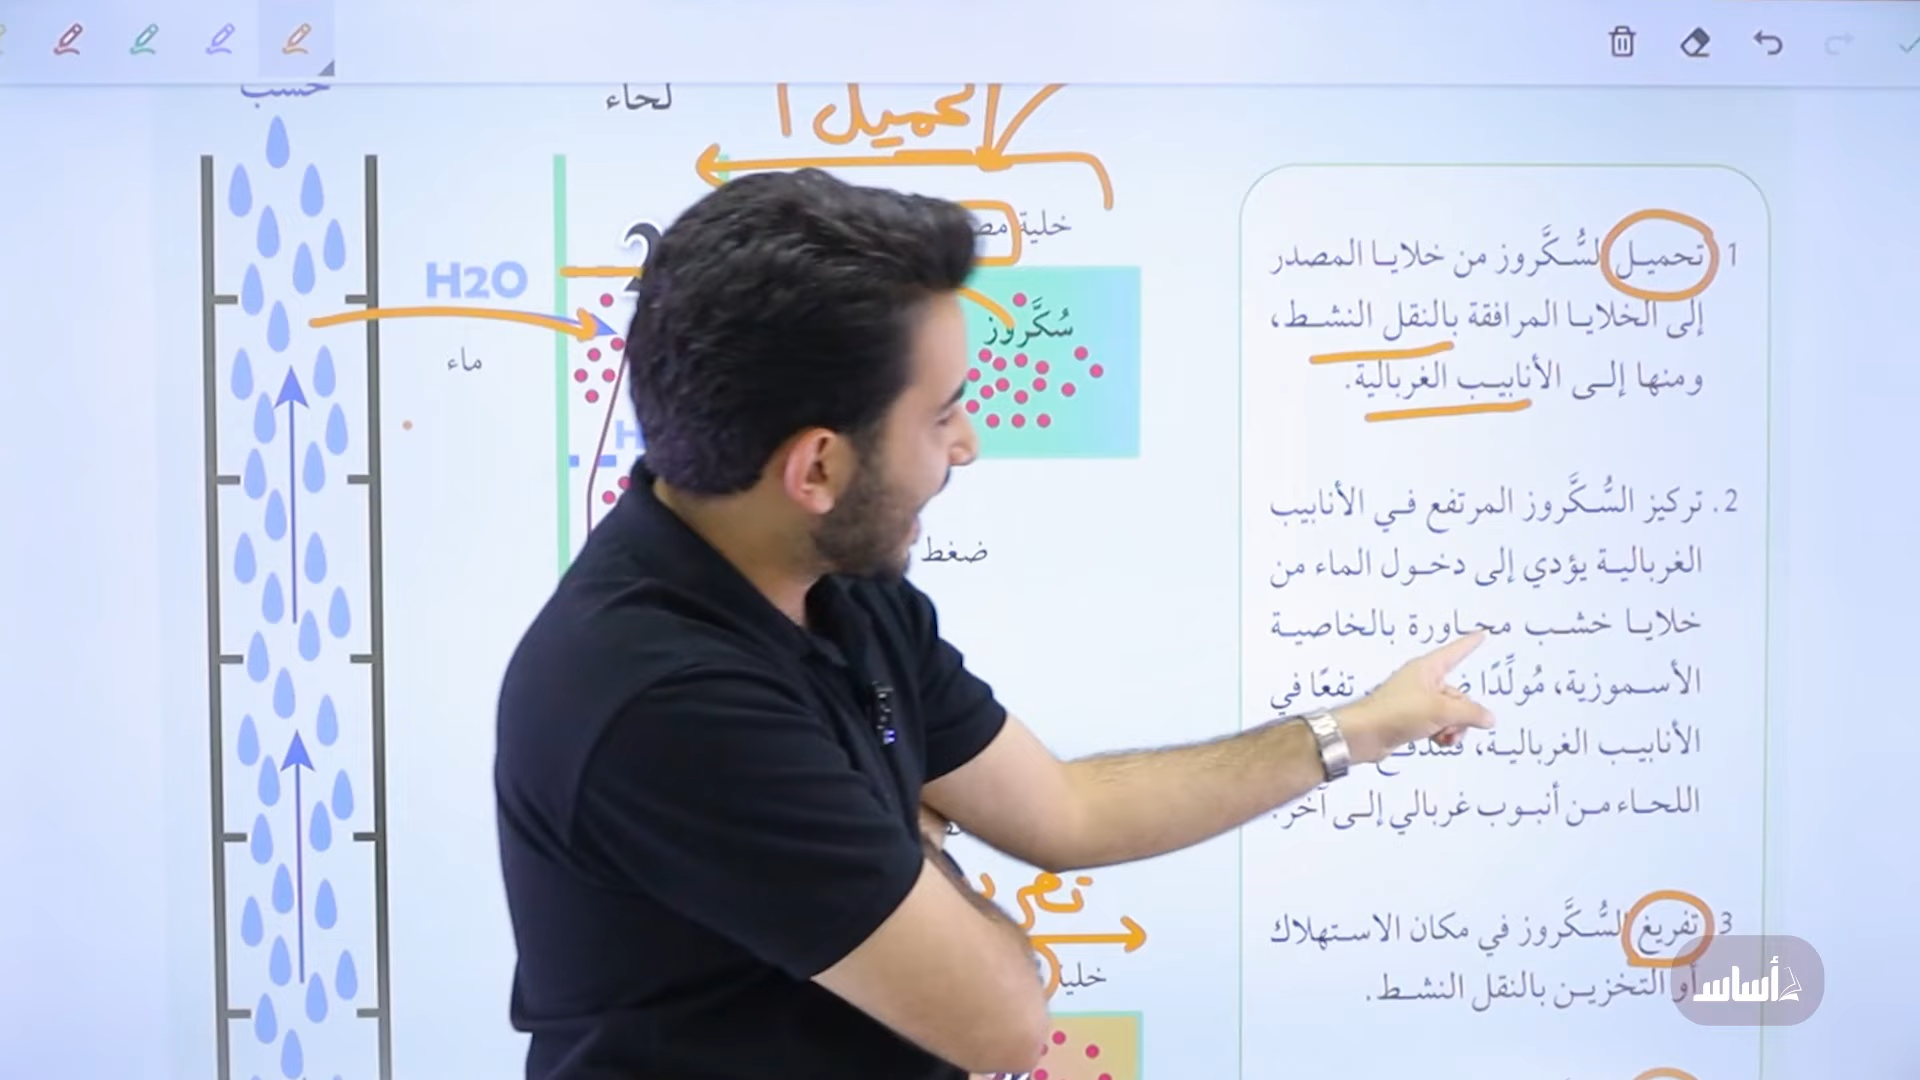 خشب
لحاء
تحميل
خلية
H2O
2
سُكَّروز
ماء
ضغط
خلية
1 تحميل السُّكَّروز من خلايا المصدر
إلى الخلايا المرافقة بالنقل النشط،
ومنها إلى الأنابيب الغربالية.
2. تركيز السُّكَّروز المرتفع في الأنابيب
الغربالية يؤدي إلى دخول الماء من
خلايا خشب مجاورة بالخاصية
الأسموزية، مُولِّدًا في
الأنابيب الغربالية،
اللحاء من أنبوب غربالي إلى آخر.
3 تفريغ السُّكَّروز في مكان الاستهلاك
أو التخزين بالنقل النشط.
أساس